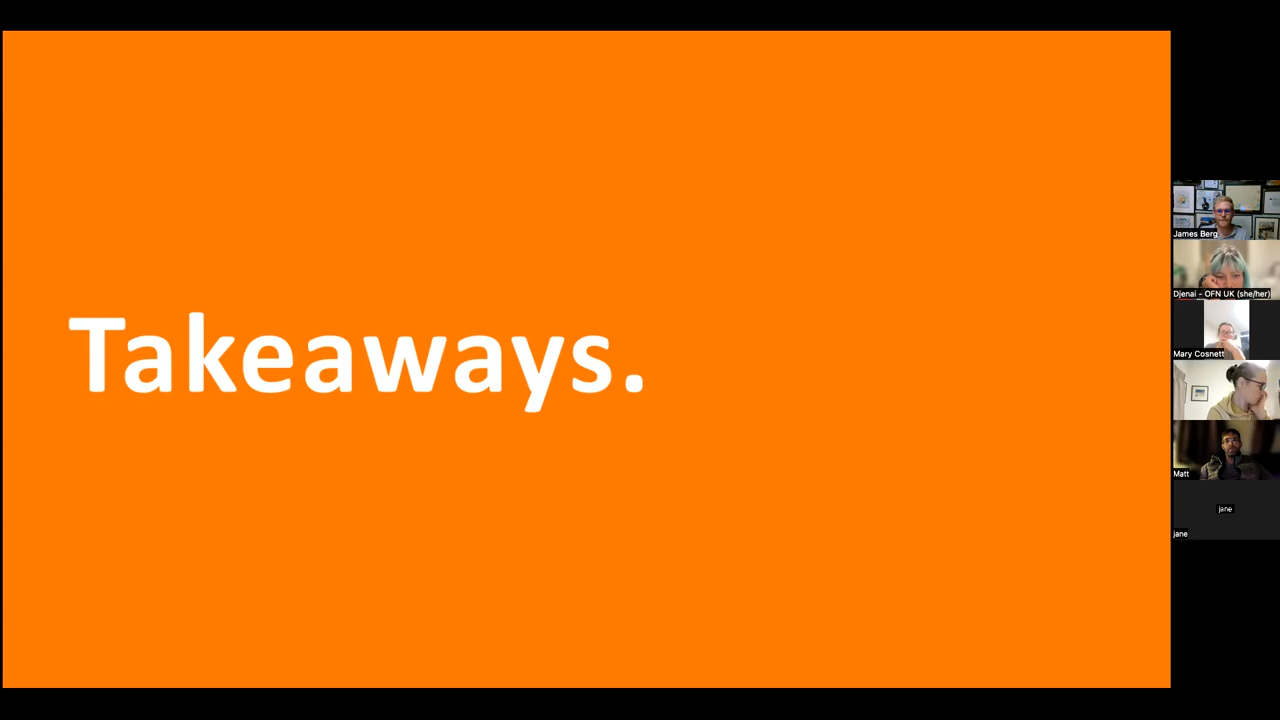 Takeaways.
James Berg
Djenai - OFN UK (she/her)
Mary Cosnett
Matt
jane
jane